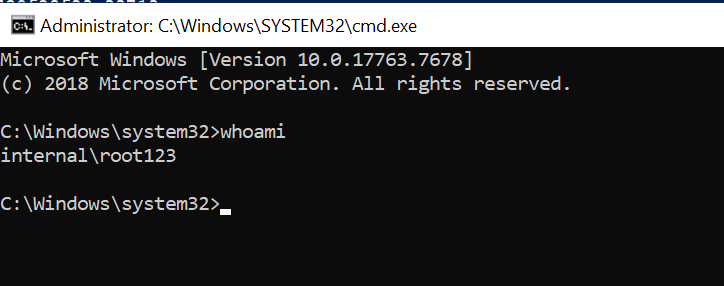 Administrator: C:\Windows\SYSTEM32\cmd.exe
Microsoft Windows [Version 10.0.17763.7678]
(c) 2018 Microsoft Corporation. All rights reserved.
C:\Windows\system32>whoami
internal\root123
C:\Windows\system32>